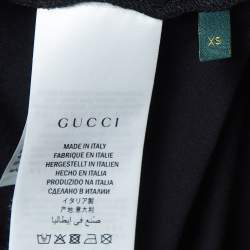 GUCCI
MADE IN ITALY
FABRIQUE EN ITALIE
HERGESTELLT IN ITALIEN
HECHO EN ITALIA
PRODUZIDO NA ITALIA
СДЕЛАНО В ИТАЛИИ
イタリア製
产地 意大利
صنع في إيطاليا
XS